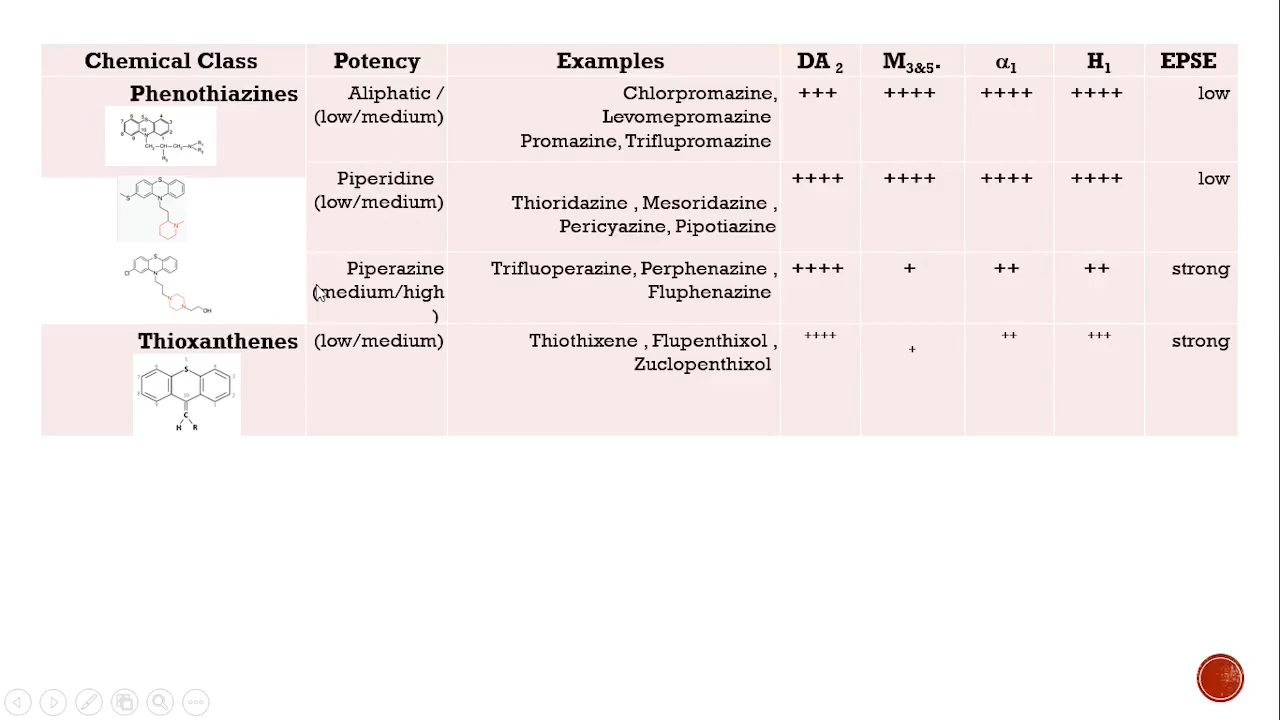 Chemical Class Potency Examples DA 2 M3&5. α1 H1 EPSE
Phenothiazines
Aliphatic /
(low/medium)
Chlorpromazine,
Levomepromazine
Promazine, Triflupromazine
+++ ++++ ++++ ++++ low
Piperidine
(low/medium)
Thioridazine , Mesoridazine ,
Pericyazine, Pipotiazine
++++ ++++ ++++ ++++ low
Piperazine
(medium/high
)
Trifluoperazine, Perphenazine ,
Fluphenazine
++++ + ++ ++ strong
Thioxanthenes
(low/medium)
Thiothixene , Flupenthixol ,
Zuclopenthixol
++++ + ++ +++ strong